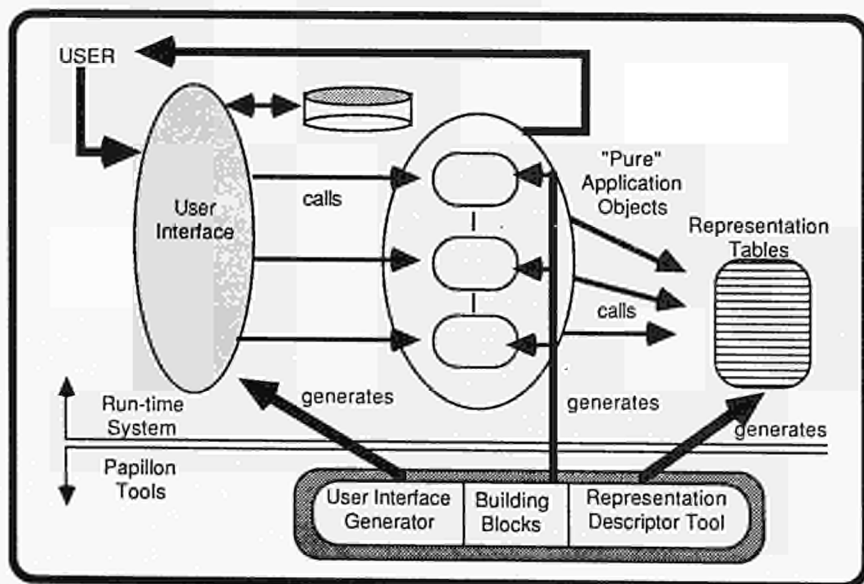 USER
"Pure"
Application
Objects
User
Interface
calls
Representation
Tables
calls
generates
generates
generates
Run-time
System
Papillon
Tools
User Interface
Generator
Building
Blocks
Representation
Descriptor Tool